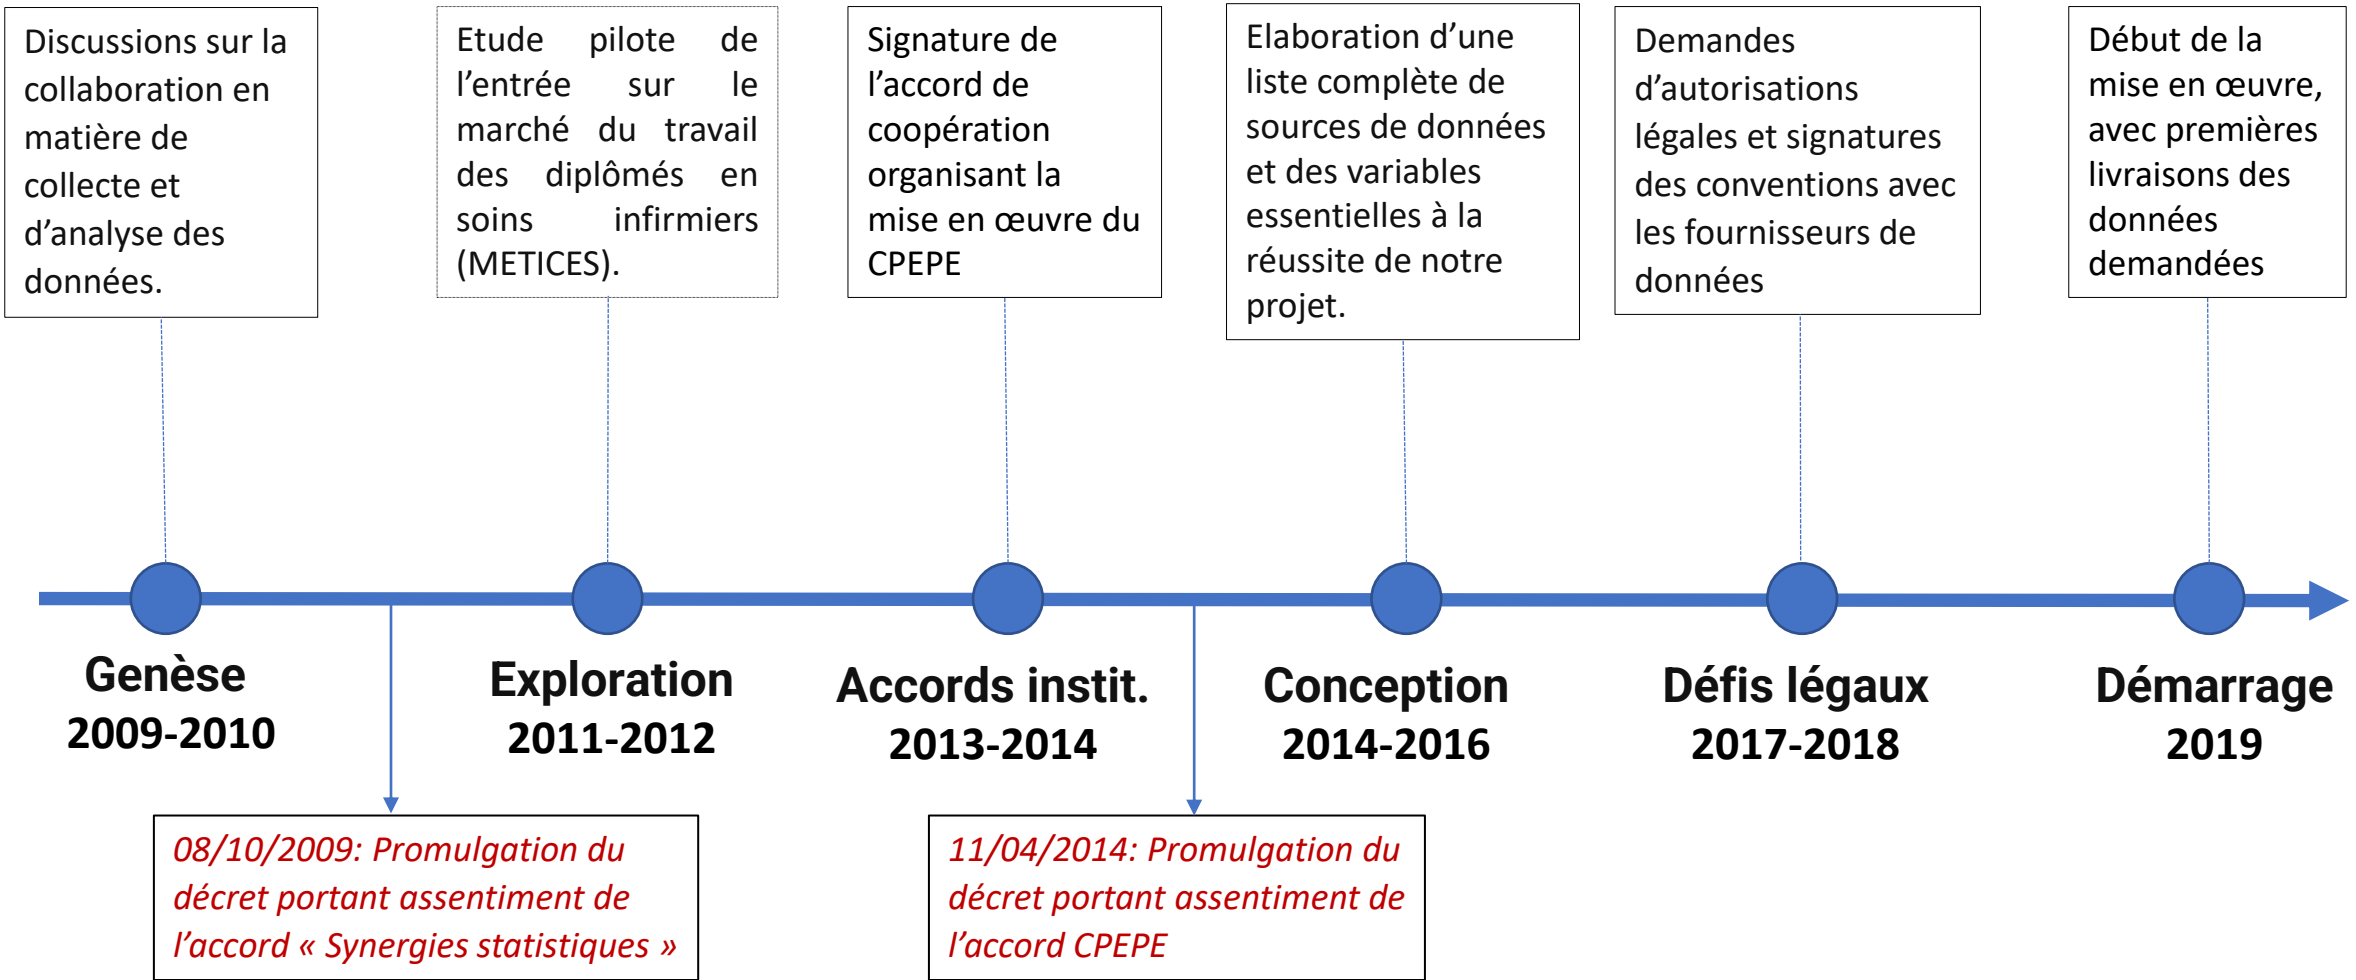 Discussions sur la
collaboration en
matière de
collecte et
d’analyse des
données.
Etude pilote de
l’entrée sur le
marché du travail
des diplômés en
soins infirmiers
(METICES).
Signature de
l’accord de
coopération
organisant la
mise en œuvre du
CPEPE
Elaboration d’une
liste complète de
sources de données
et des variables
essentielles à la
réussite de notre
projet.
Demandes
d’autorisations
légales et signatures
des conventions avec
les fournisseurs de
données
Début de la
mise en œuvre,
avec premières
livraisons des
données
demandées
Genèse
2009-2010
Exploration
2011-2012
Accords instit.
2013-2014
Conception
2014-2016
Défis légaux
2017-2018
Démarrage
2019
08/10/2009: Promulgation du
décret portant assentiment de
l’accord « Synergies statistiques »
11/04/2014: Promulgation du
décret portant assentiment de
l’accord CPEPE